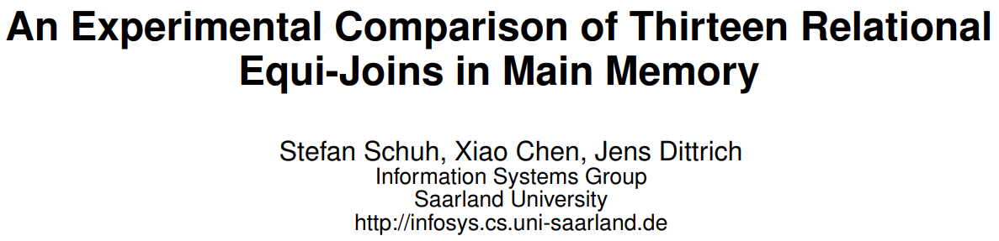 An Experimental Comparison of Thirteen Relational
Equi-Joins in Main Memory
Stefan Schuh, Xiao Chen, Jens Dittrich
Information Systems Group
Saarland University
http://infosys.cs.uni-saarland.de